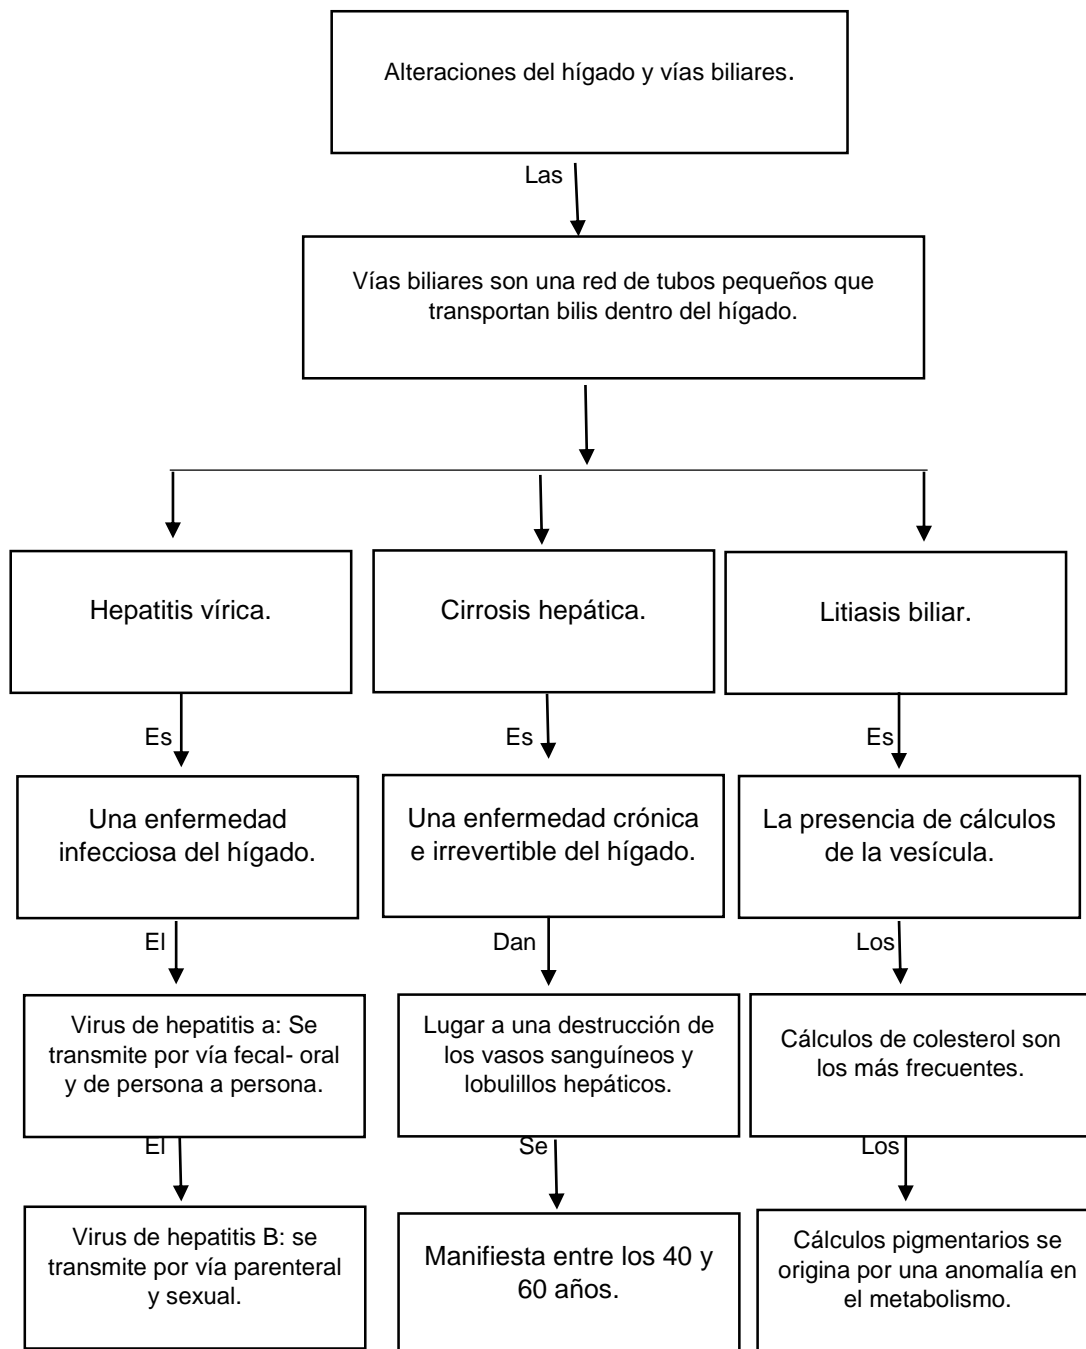 Alteraciones del hígado y vías biliares.
Las
Vías biliares son una red de tubos pequeños que
transportan bilis dentro del hígado.
Hepatitis vírica.
Cirrosis hepática.
Litiasis biliar.
Es
Es
Es
Una enfermedad
infecciosa del hígado.
Una enfermedad crónica
e irrevertible del hígado.
La presencia de cálculos
de la vesícula.
El
Dan
Los
Virus de hepatitis a: Se
transmite por vía fecal- oral
y de persona a persona.
Lugar a una destrucción de
los vasos sanguíneos y
lobulillos hepáticos.
Cálculos de colesterol son
los más frecuentes.
El
Se
Los
Virus de hepatitis B: se
transmite por vía parenteral
y sexual.
Manifiesta entre los 40 y
60 años.
Cálculos pigmentarios se
origina por una anomalía en
el metabolismo.